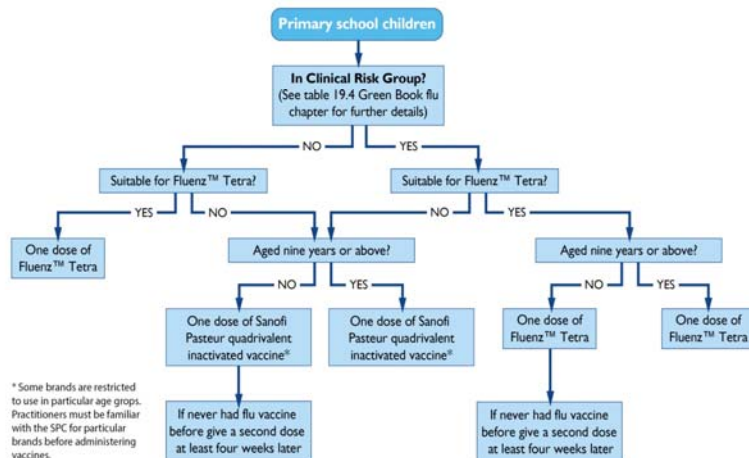 Primary school children
In Clinical Risk Group?
(See table 19.4 Green Book flu
chapter for further details)
NO
YES
Suitable for Fluenz™ Tetra?
Suitable for Fluenz™ Tetra?
YES
NO
NO
YES
One dose of
Fluenz™ Tetra
Aged nine years or above?
Aged nine years or above?
NO
YES
NO
YES
One dose of Sanofi
Pasteur quadrivalent
inactivated vaccine*
One dose of Sanofi
Pasteur quadrivalent
inactivated vaccine*
One dose of
Fluenz™ Tetra
One dose of
Fluenz™ Tetra
If never had flu vaccine
before give a second dose
at least four weeks later
If never had flu vaccine
before give a second dose
at least four weeks later
* Some brands are restricted
to use in particular age grops.
Practitioners must be familiar
with the SPC for particular
brands before administering
vaccines.